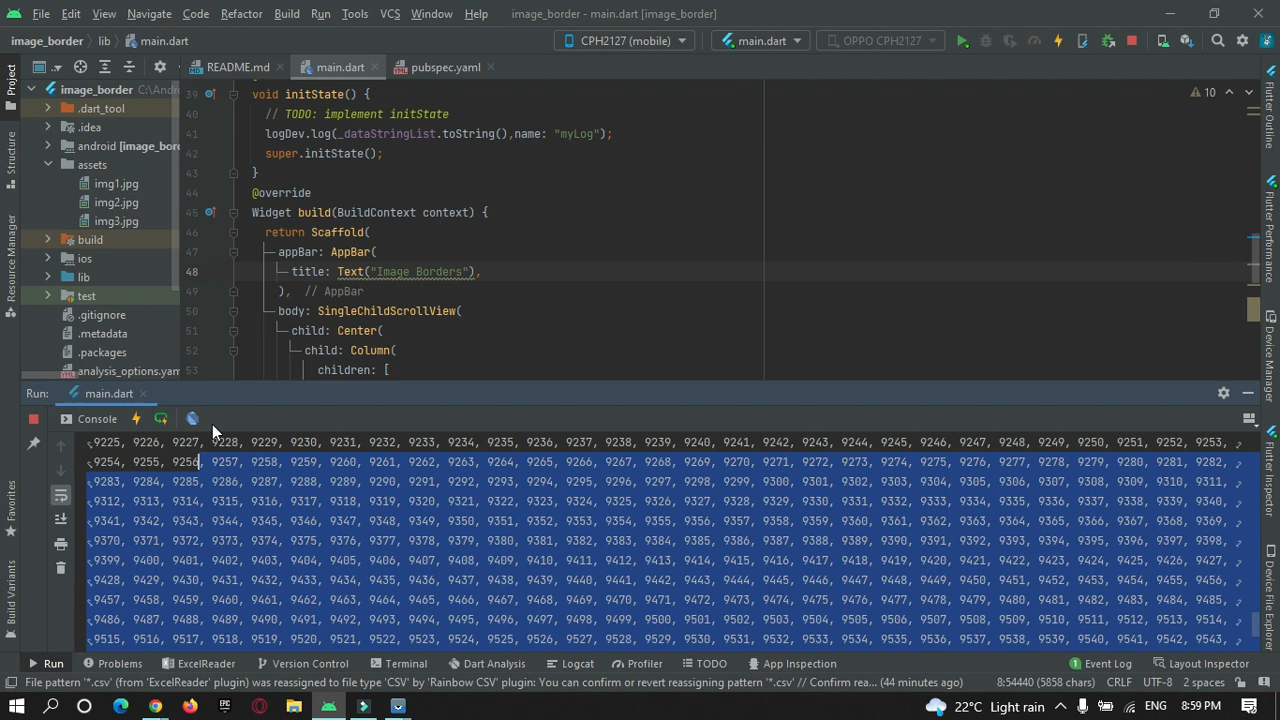 File Edit View Navigate Code Refactor Build Run Tools VCS Window Help image_border - main.dart [image_border]
image_border lib main.dart CPH2127 (mobile) main.dart OPPO CPH2127
Project
README.md main.dart pubspec.yaml
image_border C:\Andro
.dart_tool
.idea
android [image_bord
assets
img1.jpg
img2.jpg
img3.jpg
build
ios
lib
test
.gitignore
.metadata
.packages
analysis_options.yam
Structure
Resource Manager
Favorites
Build Variants
10
39 void initState() {
40 // TODO: implement initState
41 logDev.log(_dataStringList.toString(),name: "myLog");
42 super.initState();
43 }
44 @override
45 Widget build(BuildContext context) {
46 return Scaffold(
47 appBar: AppBar(
48 title: Text("Image Borders"),
49 ), // AppBar
50 body: SingleChildScrollView(
51 child: Center(
52 child: Column(
53 children: [
Flutter Outline
Flutter Performance
Device Manager
Flutter Inspector
Device File Explorer
Run: main.dart
Console
9225, 9226, 9227, 9228, 9229, 9230, 9231, 9232, 9233, 9234, 9235, 9236, 9237, 9238, 9239, 9240, 9241, 9242, 9243, 9244, 9245, 9246, 9247, 9248, 9249, 9250, 9251, 9252, 9253,
9254, 9255, 9256, 9257, 9258, 9259, 9260, 9261, 9262, 9263, 9264, 9265, 9266, 9267, 9268, 9269, 9270, 9271, 9272, 9273, 9274, 9275, 9276, 9277, 9278, 9279, 9280, 9281, 9282,
9283, 9284, 9285, 9286, 9287, 9288, 9289, 9290, 9291, 9292, 9293, 9294, 9295, 9296, 9297, 9298, 9299, 9300, 9301, 9302, 9303, 9304, 9305, 9306, 9307, 9308, 9309, 9310, 9311,
9312, 9313, 9314, 9315, 9316, 9317, 9318, 9319, 9320, 9321, 9322, 9323, 9324, 9325, 9326, 9327, 9328, 9329, 9330, 9331, 9332, 9333, 9334, 9335, 9336, 9337, 9338, 9339, 9340,
9341, 9342, 9343, 9344, 9345, 9346, 9347, 9348, 9349, 9350, 9351, 9352, 9353, 9354, 9355, 9356, 9357, 9358, 9359, 9360, 9361, 9362, 9363, 9364, 9365, 9366, 9367, 9368, 9369,
9370, 9371, 9372, 9373, 9374, 9375, 9376, 9377, 9378, 9379, 9380, 9381, 9382, 9383, 9384, 9385, 9386, 9387, 9388, 9389, 9390, 9391, 9392, 9393, 9394, 9395, 9396, 9397, 9398,
9399, 9400, 9401, 9402, 9403, 9404, 9405, 9406, 9407, 9408, 9409, 9410, 9411, 9412, 9413, 9414, 9415, 9416, 9417, 9418, 9419, 9420, 9421, 9422, 9423, 9424, 9425, 9426, 9427,
9428, 9429, 9430, 9431, 9432, 9433, 9434, 9435, 9436, 9437, 9438, 9439, 9440, 9441, 9442, 9443, 9444, 9445, 9446, 9447, 9448, 9449, 9450, 9451, 9452, 9453, 9454, 9455, 9456,
9457, 9458, 9459, 9460, 9461, 9462, 9463, 9464, 9465, 9466, 9467, 9468, 9469, 9470, 9471, 9472, 9473, 9474, 9475, 9476, 9477, 9478, 9479, 9480, 9481, 9482, 9483, 9484, 9485,
9486, 9487, 9488, 9489, 9490, 9491, 9492, 9493, 9494, 9495, 9496, 9497, 9498, 9499, 9500, 9501, 9502, 9503, 9504, 9505, 9506, 9507, 9508, 9509, 9510, 9511, 9512, 9513, 9514,
9515, 9516, 9517, 9518, 9519, 9520, 9521, 9522, 9523, 9524, 9525, 9526, 9527, 9528, 9529, 9530, 9531, 9532, 9533, 9534, 9535, 9536, 9537, 9538, 9539, 9540, 9541, 9542, 9543,
Run Problems ExcelReader Version Control Terminal Dart Analysis Logcat Profiler TODO App Inspection 1 Event Log Layout Inspector
File pattern '*.csv' (from 'ExcelReader' plugin) was reassigned to file type 'CSV' by 'Rainbow CSV' plugin: You can confirm or revert reassigning pattern '*.csv' // Confirm rea... (44 minutes ago) 8:54440 (5858 chars) CRLF UTF-8 2 spaces
22°C Light rain ENG 8:59 PM